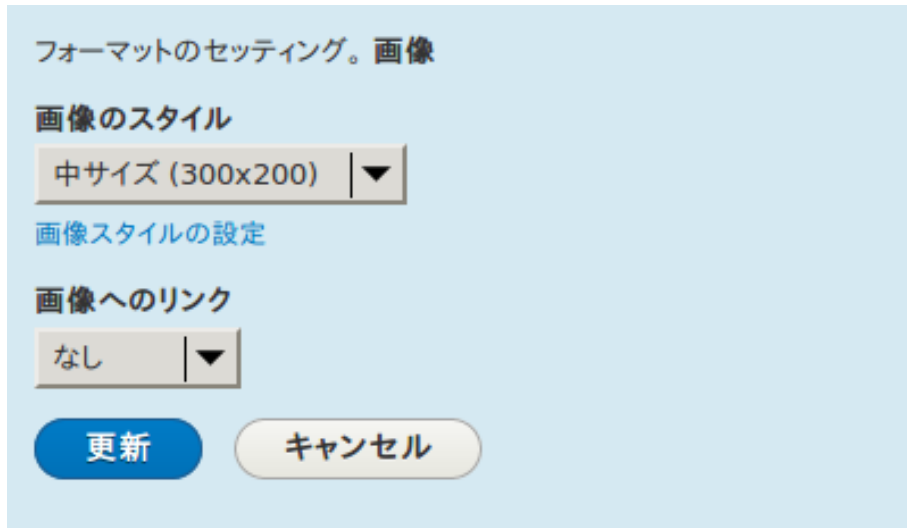 フォーマットのセッティング。画像
画像のスタイル
中サイズ (300x200)
画像スタイルの設定
画像へのリンク
なし
更新 キャンセル